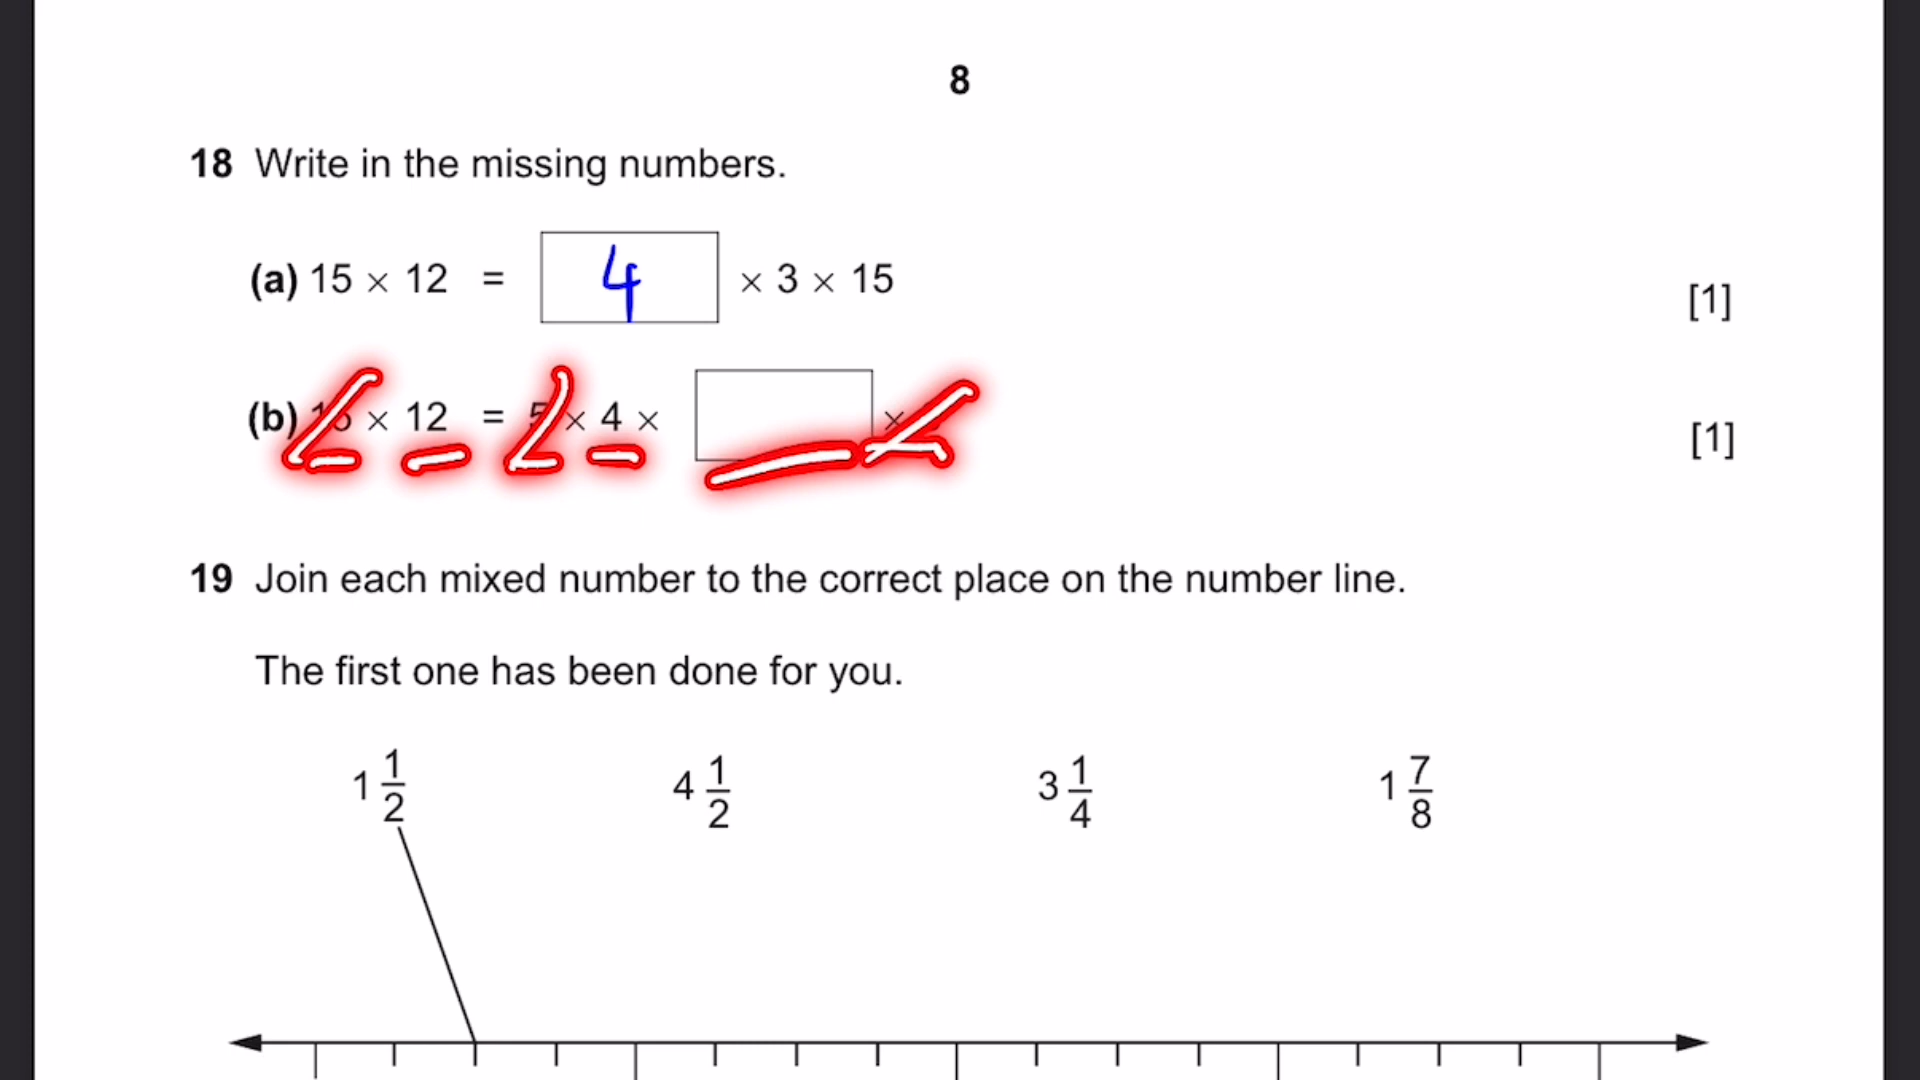 8
18 Write in the missing numbers.
(a) 15 × 12 = 4 × 3 × 15 [1]
(b) × 12 = 5 × 4 × × [1]
19 Join each mixed number to the correct place on the number line.
The first one has been done for you.
1 1/2 4 1/2 3 1/4 1 7/8